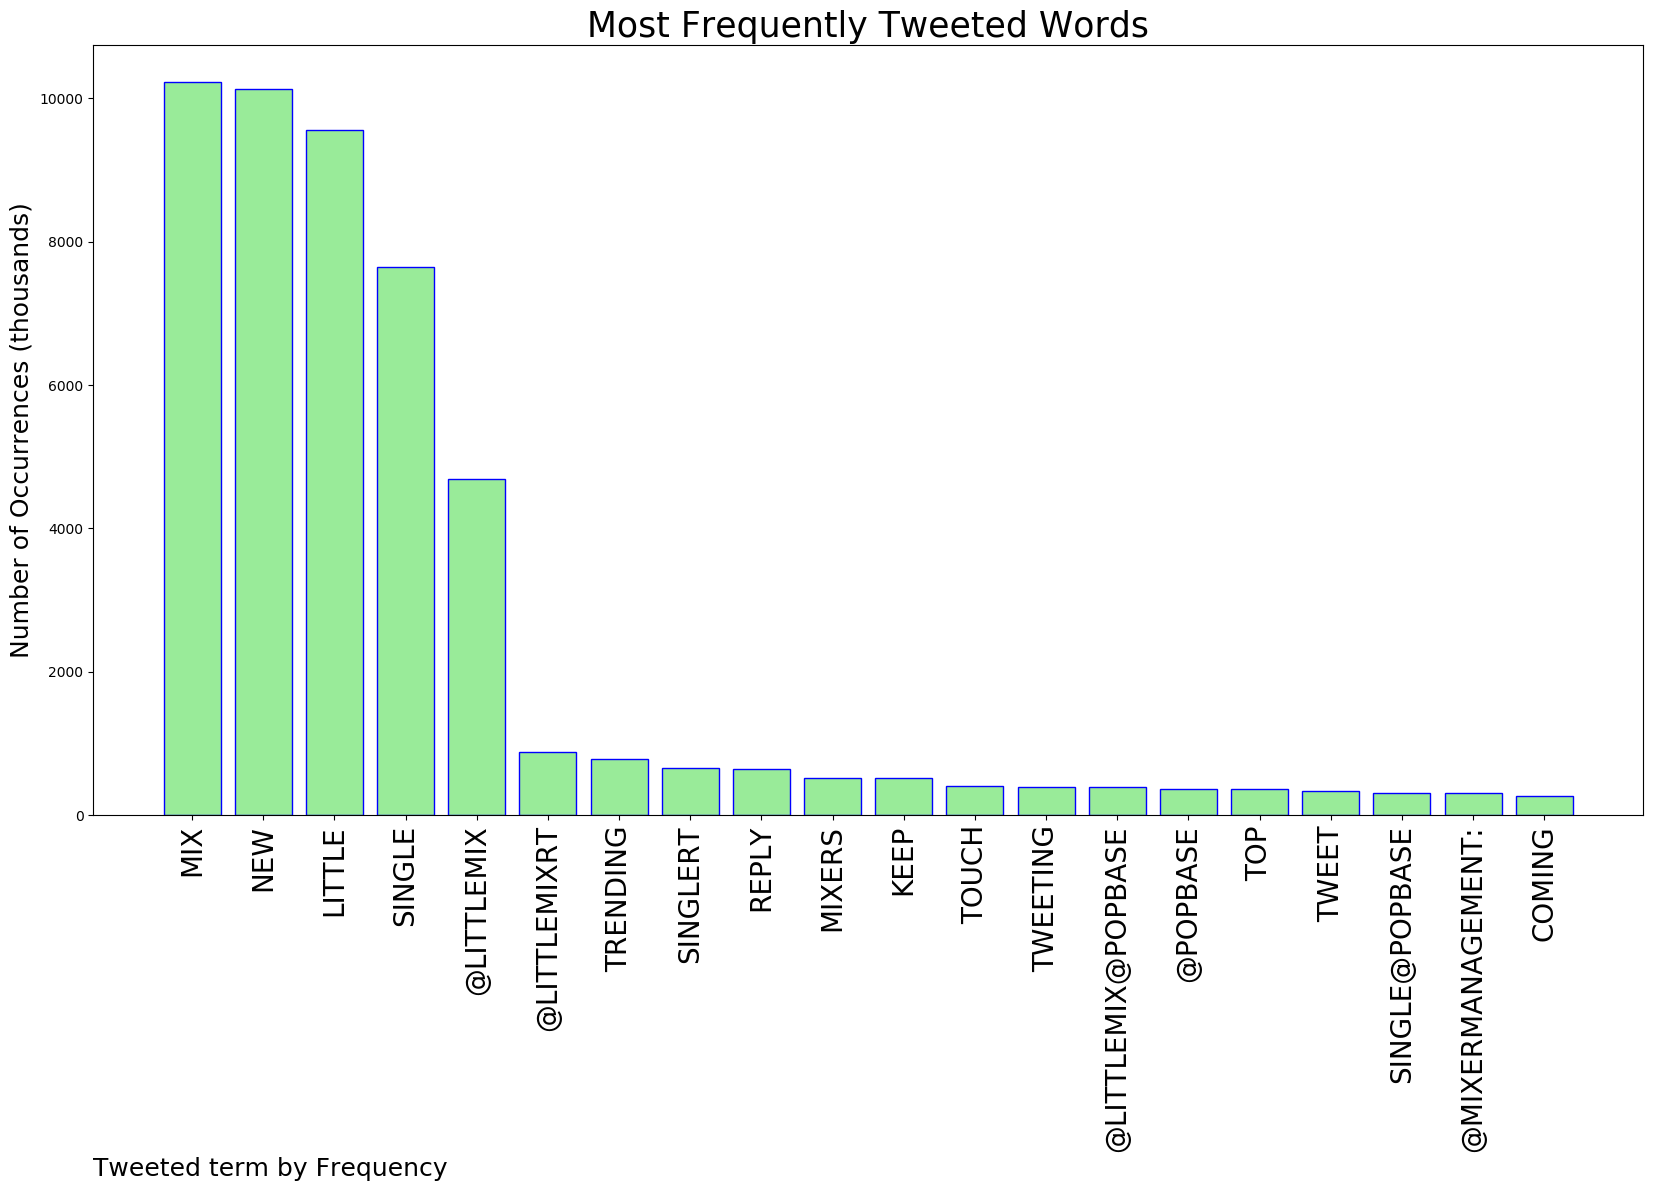 Most Frequently Tweeted Words
Number of Occurrences (thousands)
10000
8000
6000
4000
2000
0
MIX
NEW
LITTLE
SINGLE
@LITTLEMIX
@LITTLEMIXRT
TRENDING
SINGLERT
REPLY
MIXERS
KEEP
TOUCH
TWEETING
@LITTLEMIX@POPBASE
@POPBASE
TOP
TWEET
SINGLE@POPBASE
@MIXERMANAGEMENT:
COMING
Tweeted term by Frequency